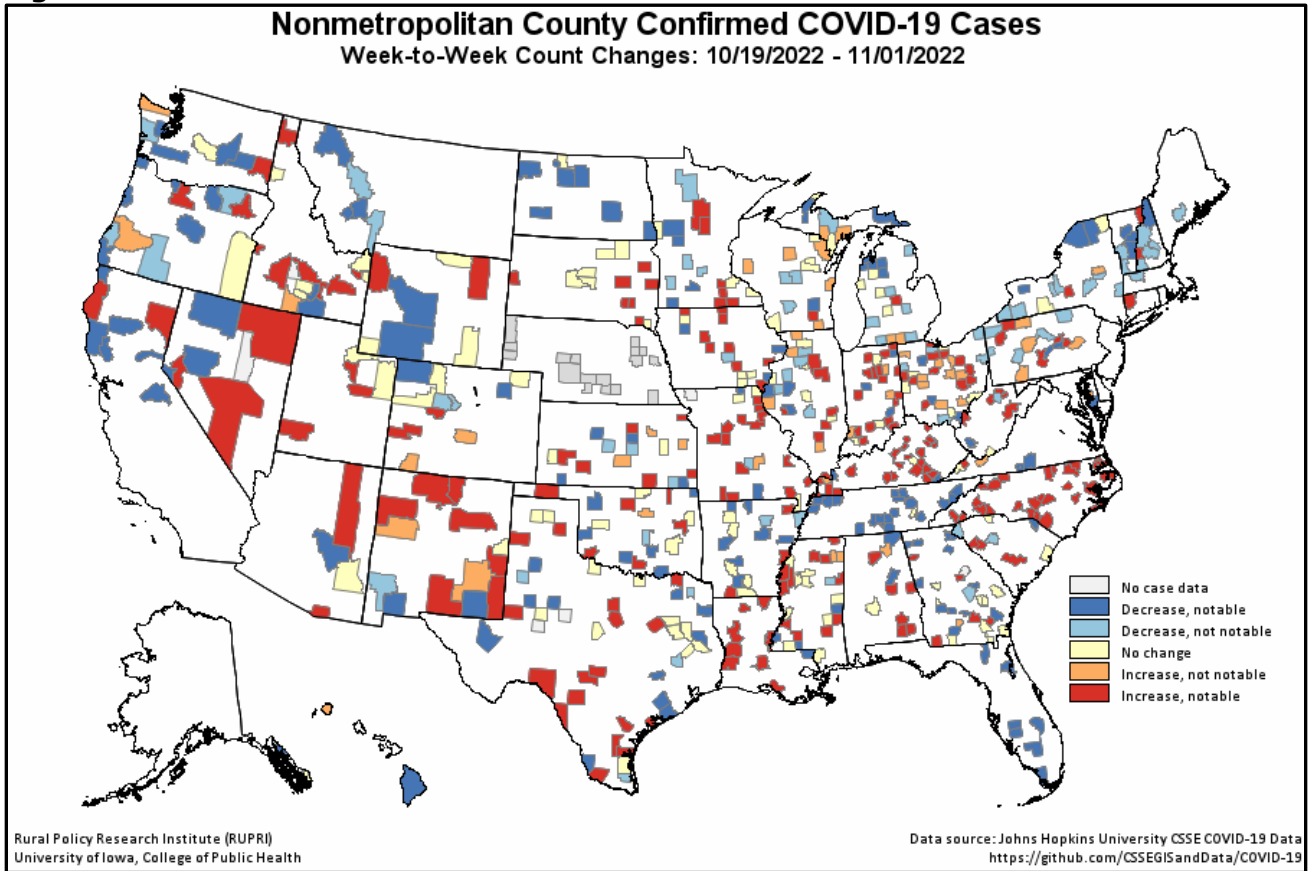 Nonmetropolitan County Confirmed COVID-19 Cases
Week-to-Week Count Changes: 10/19/2022 - 11/01/2022
No case data
Decrease, notable
Decrease, not notable
No change
Increase, not notable
Increase, notable
Rural Policy Research Institute (RUPRI)
University of Iowa, College of Public Health
Data source: Johns Hopkins University CSSE COVID-19 Data
https://github.com/CSSEGISandData/COVID-19